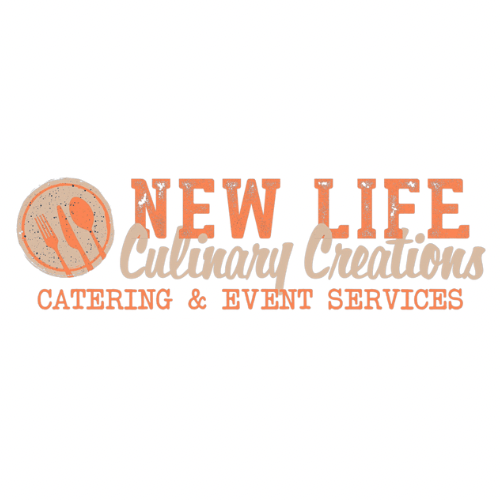 NEW LIFE
Culinary Creations
CATERING & EVENT SERVICES